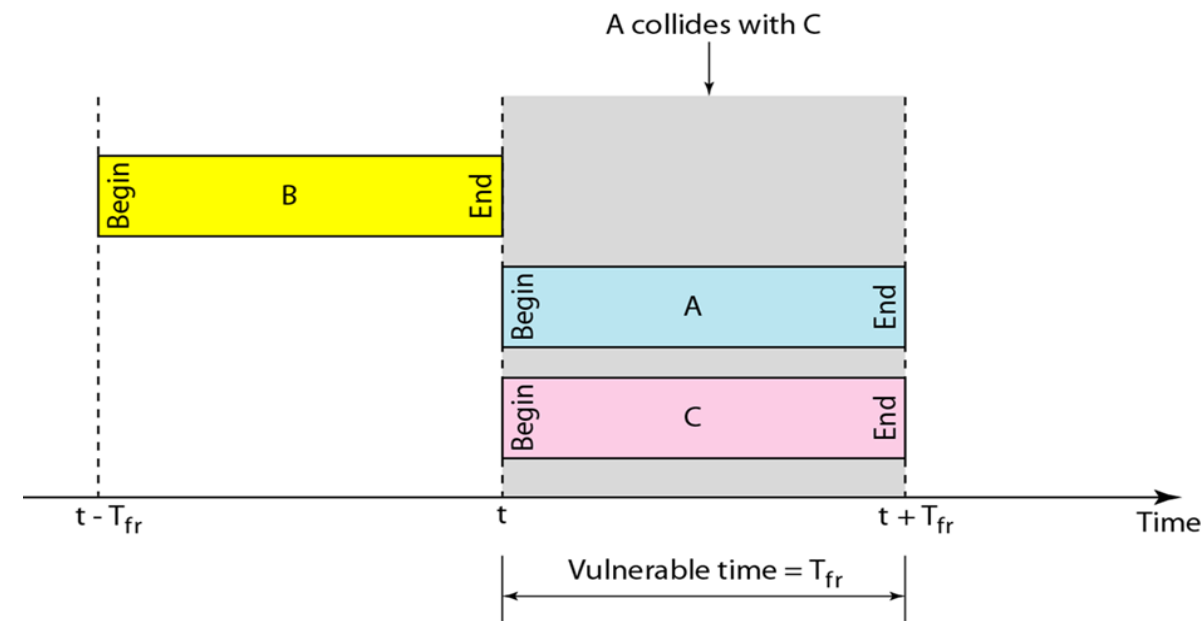 A collides with C
Begin B End
Begin A End
Begin C End
t - Tfr t t + Tfr
Time
Vulnerable time = Tfr